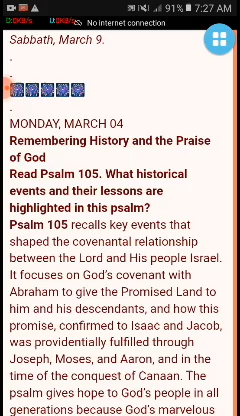 91% 7:27 AM
U:0KB/s No internet connection
Sabbath, March 9.
.
-
-
MONDAY, MARCH 04
Remembering History and the Praise
of God
Read Psalm 105. What historical
events and their lessons are
highlighted in this psalm?
Psalm 105 recalls key events that
shaped the covenantal relationship
between the Lord and His people Israel.
It focuses on God's covenant with
Abraham to give the Promised Land to
him and his descendants, and how this
promise, confirmed to Isaac and Jacob,
was providentially fulfilled through
Joseph, Moses, and Aaron, and in the
time of the conquest of Canaan. The
psalm gives hope to God's people in all
generations because God's marvelous